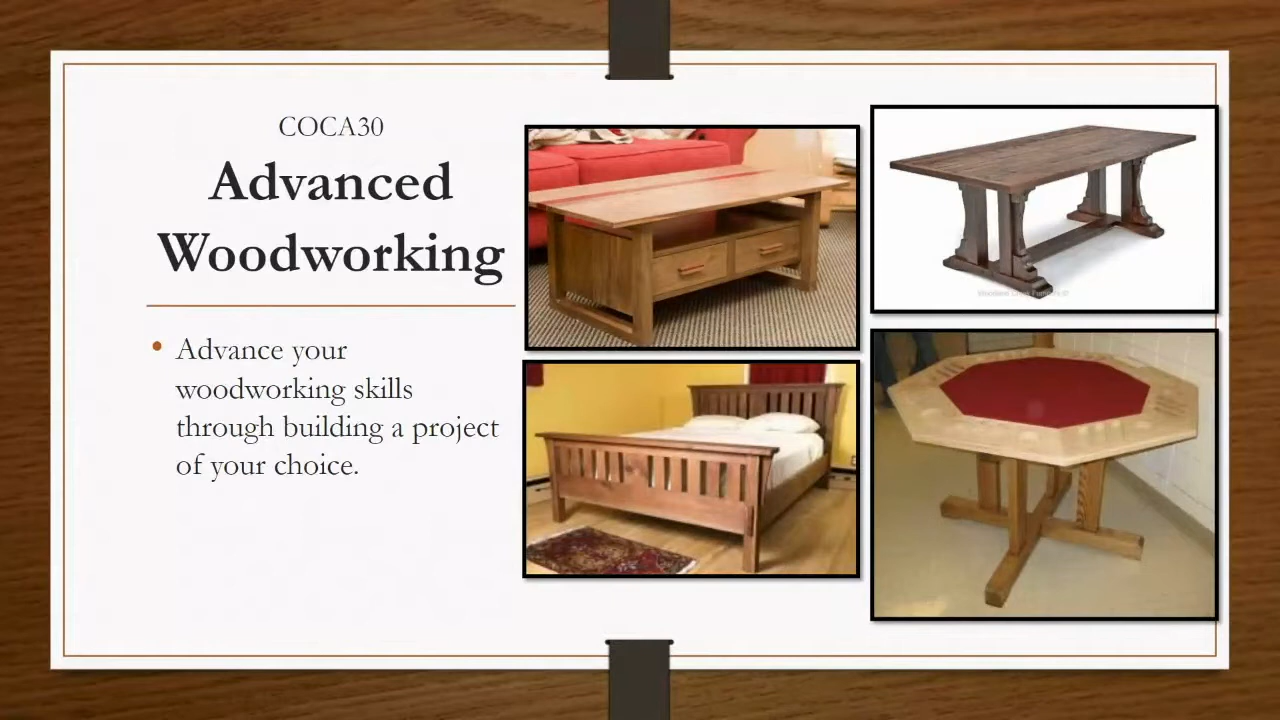 COCA30
Advanced
Woodworking
• Advance your
woodworking skills
through building a project
of your choice.